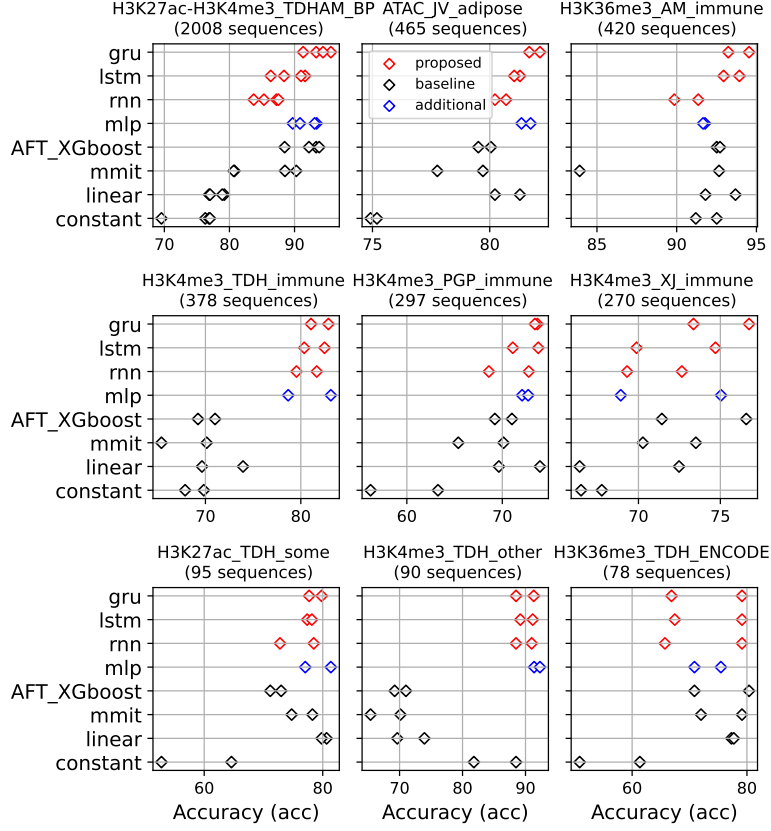 H3K27ac-H3K4me3_TDHAM_BP ATAC_JV_adipose H3K36me3_AM_immune
(2008 sequences) (465 sequences) (420 sequences)
gru
lstm
rnn
mlp
AFT_XGboost
mmit
linear
constant
proposed
baseline
additional
70 80 90 75 80 85 90 95
H3K4me3_TDH_immune H3K4me3_PGP_immune H3K4me3_XJ_immune
(378 sequences) (297 sequences) (270 sequences)
gru
lstm
rnn
mlp
AFT_XGboost
mmit
linear
constant
70 80 60 70 70 75
H3K27ac_TDH_some H3K4me3_TDH_other H3K36me3_TDH_ENCODE
(95 sequences) (90 sequences) (78 sequences)
gru
lstm
rnn
mlp
AFT_XGboost
mmit
linear
constant
60 80 70 80 90 60 80
Accuracy (acc) Accuracy (acc) Accuracy (acc)